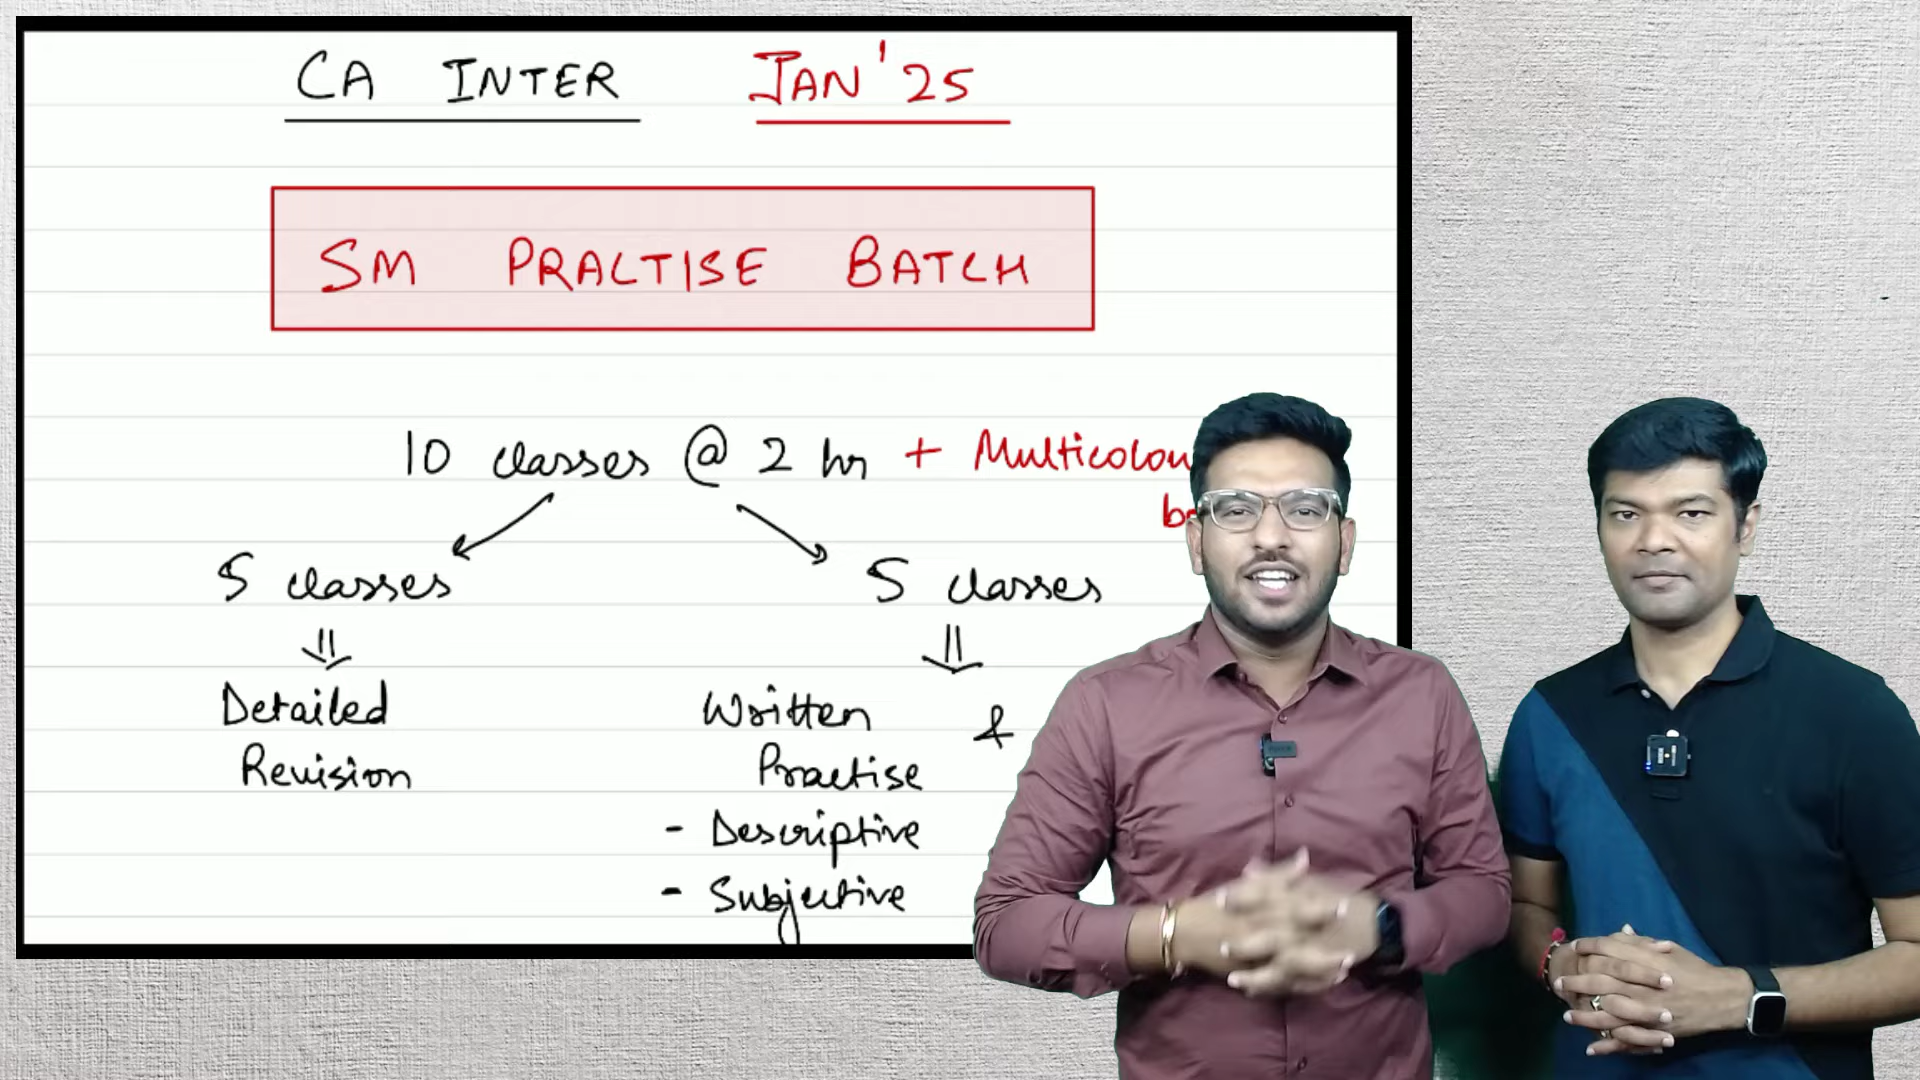 CA INTER JAN'25
SM PRACTISE BATCH
10 classes @ 2 hr + 
5 classes 5 classes
Detailed Written &
Revision Practise
- Descriptive
- Subjective